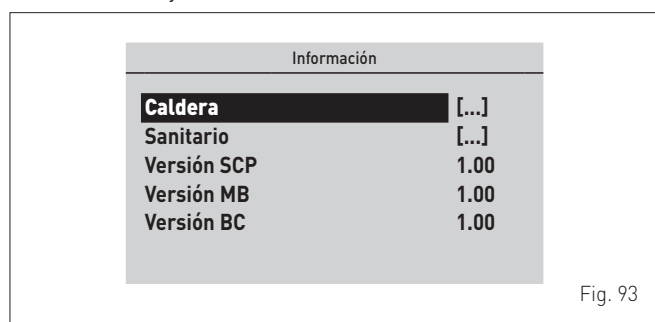 Información
Caldera [...]
Sanitario [...]
Versión SCP 1.00
Versión MB 1.00
Versión BC 1.00
Fig. 93